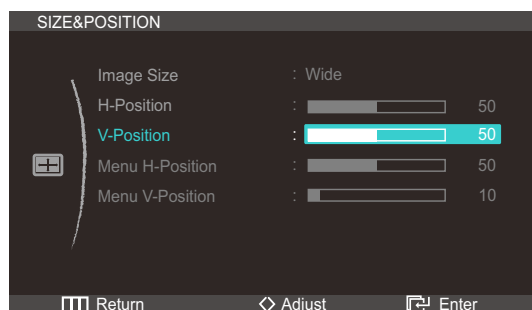 SIZE&POSITION
Image Size : Wide
H-Position : 50
V-Position : 50
Menu H-Position : 50
Menu V-Position : 10
Return Adjust Enter